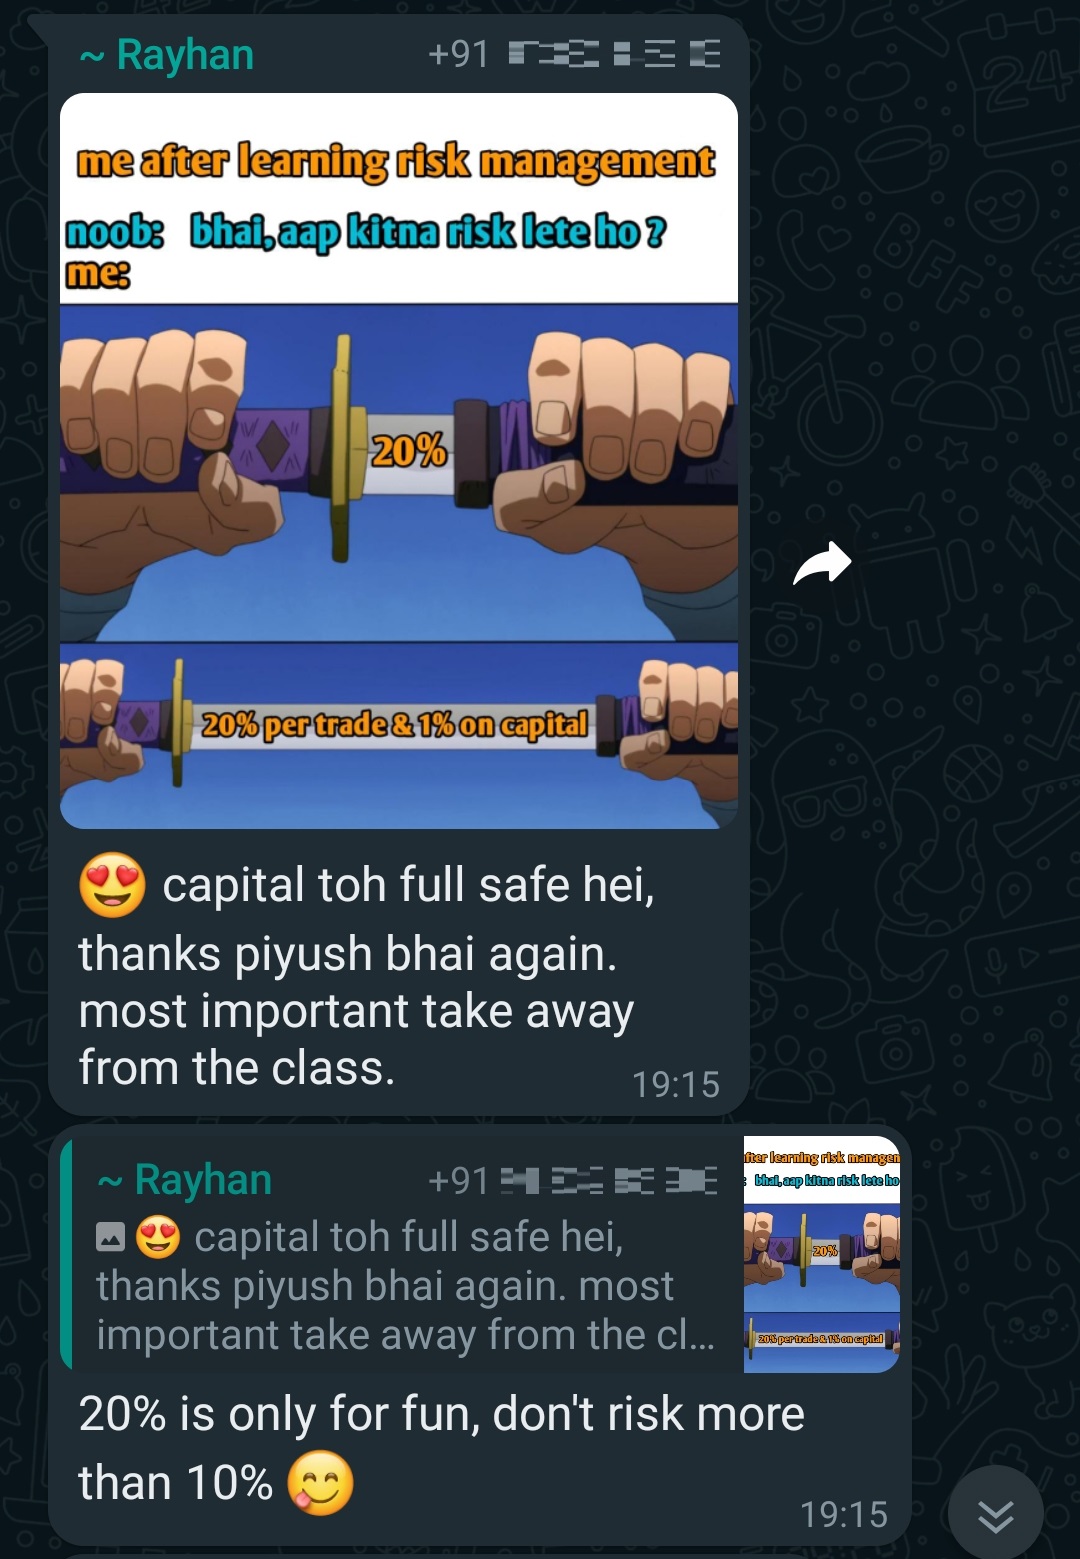 ~ Rayhan +91
me after learning risk management
noob: bhai, aap kitna risk lete ho ?
me:
20%
20% per trade & 1% on capital
😍 capital toh full safe hei,
thanks piyush bhai again.
most important take away
from the class.
19:15
~ Rayhan +91
😍 capital toh full safe hei,
thanks piyush bhai again. most
important take away from the cl...
fter learning risk managen
bhai, aap kitna risk lete ho
20%
20% per trade & 1% on capital
20% is only for fun, don't risk more
than 10% 😋
19:15